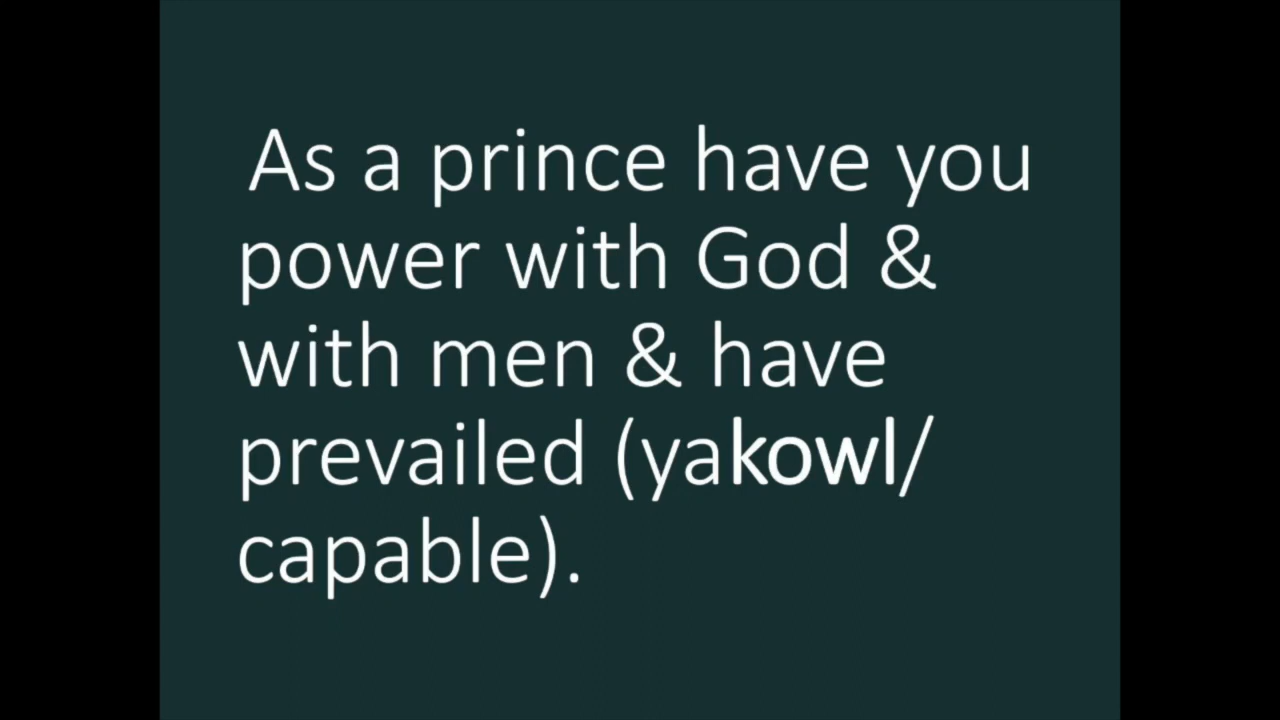 As a prince have you
power with God &
with men & have
prevailed (yakowl/
capable).